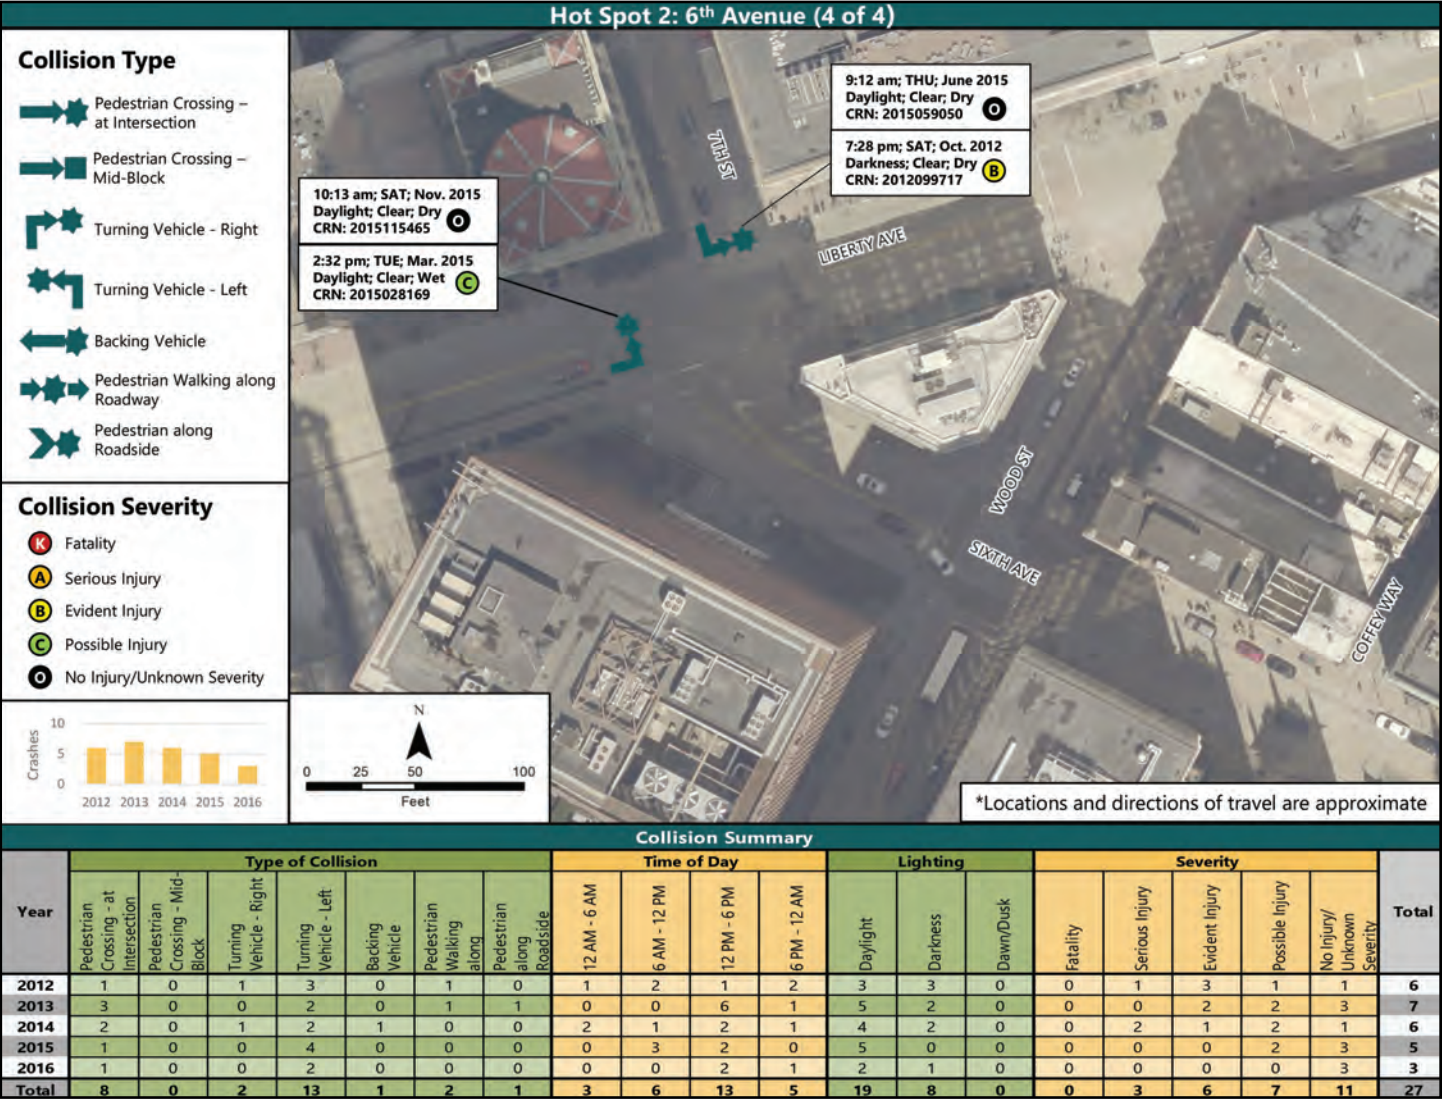 Hot Spot 2: 6th Avenue (4 of 4)
Collision Type
Pedestrian Crossing –
at Intersection
Pedestrian Crossing –
Mid-Block
Turning Vehicle - Right
Turning Vehicle - Left
Backing Vehicle
Pedestrian Walking along
Roadway
Pedestrian along
Roadside
Collision Severity
K Fatality
A Serious Injury
B Evident Injury
C Possible Injury
O No Injury/Unknown Severity
Crashes
10
5
0
2012 2013 2014 2015 2016
10:13 am; SAT; Nov. 2015
Daylight; Clear; Dry O
CRN: 2015115465
2:32 pm; TUE; Mar. 2015
Daylight; Clear; Wet C
CRN: 2015028169
9:12 am; THU; June 2015
Daylight; Clear; Dry O
CRN: 2015059050
7:28 pm; SAT; Oct. 2012
Darkness; Clear; Dry B
CRN: 2012099717
7TH ST
LIBERTY AVE
WOOD ST
SIXTH AVE
COFFEY WAY
N
0 25 50 100
Feet
*Locations and directions of travel are approximate
Collision Summary
Year Type of Collision Time of Day Lighting Severity Total
Pedestrian Crossing - at Intersection
Pedestrian Crossing - Mid-Block
Turning Vehicle - Right
Turning Vehicle - Left
Backing Vehicle
Pedestrian Walking along
Pedestrian along Roadside
12 AM - 6 AM
6 AM - 12 PM
12 PM - 6 PM
6 PM - 12 AM
Daylight
Darkness
Dawn/Dusk
Fatality
Serious Injury
Evident Injury
Possible Injury
No Injury/ Unknown Severity
2012 1 0 1 3 0 1 0 1 2 1 2 3 3 0 0 1 3 1 1 6
2013 3 0 0 2 0 1 1 0 0 6 1 5 2 0 0 0 2 2 3 7
2014 2 0 1 2 1 0 0 2 1 2 1 4 2 0 0 2 1 2 1 6
2015 1 0 0 4 0 0 0 0 3 2 0 5 0 0 0 0 0 2 3 5
2016 1 0 0 2 0 0 0 0 0 2 1 2 1 0 0 0 0 0 3 3
Total 8 0 2 13 1 2 1 3 6 13 5 19 8 0 0 3 6 7 11 27